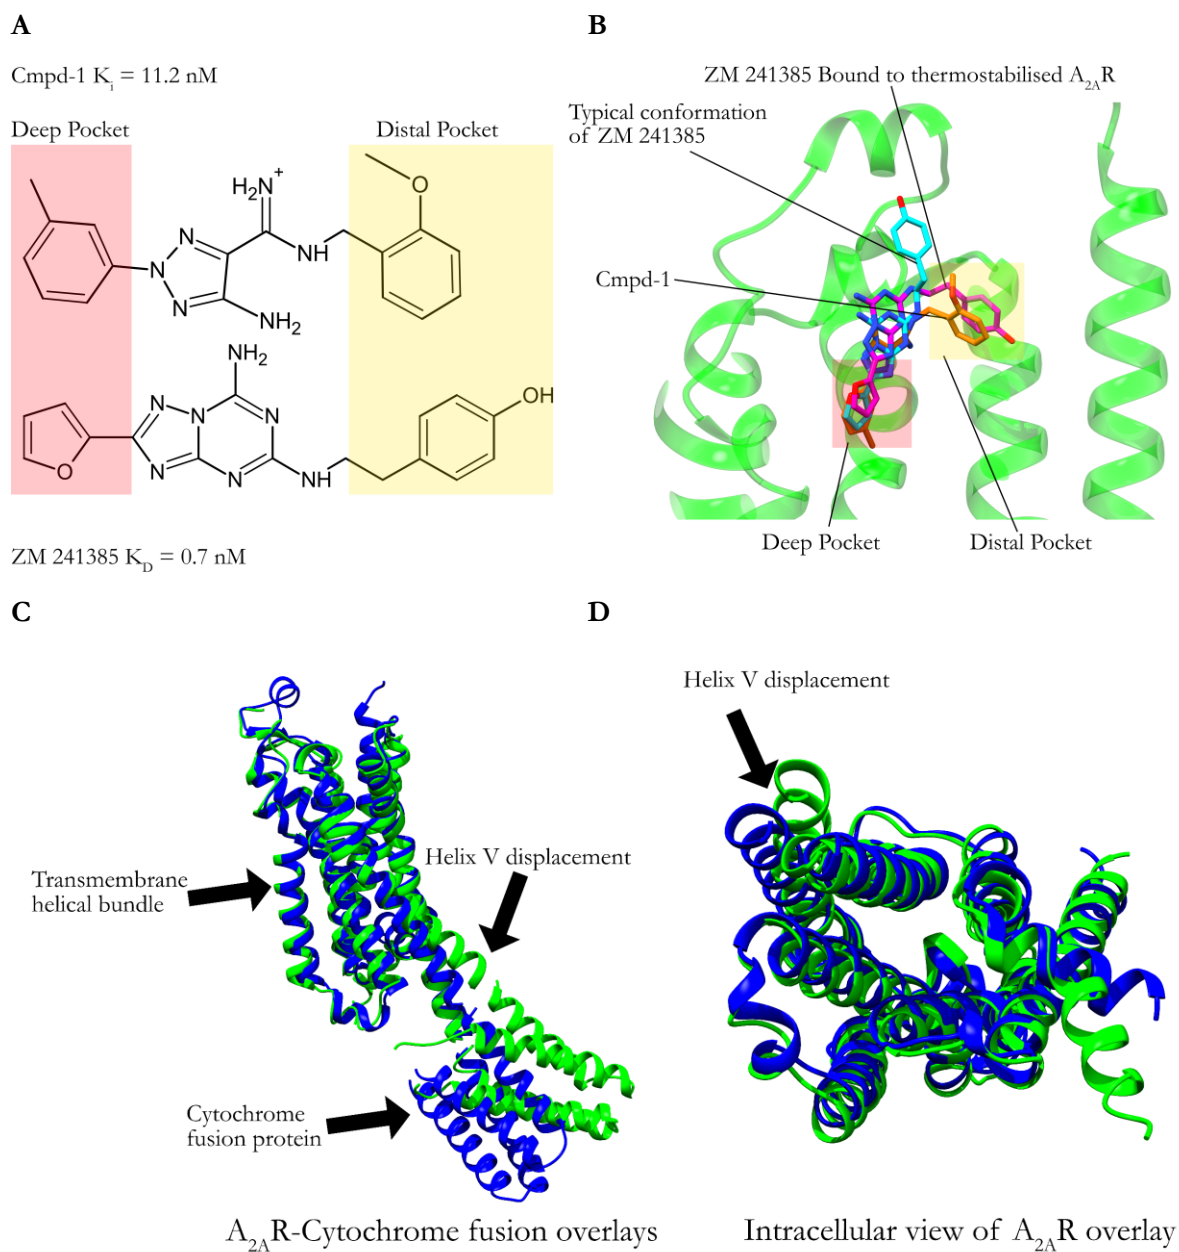 A
Cmpd-1 Ki = 11.2 nM
Deep Pocket
Distal Pocket
H2N+
O
N
N
N
NH
NH2
NH2
N
N
N
N
N
NH
O
OH
ZM 241385 KD = 0.7 nM
B
ZM 241385 Bound to thermostabilised A2AR
Typical conformation
of ZM 241385
Cmpd-1
Deep Pocket
Distal Pocket
C
Transmembrane
helical bundle
Helix V displacement
Cytochrome
fusion protein
A2AR-Cytochrome fusion overlays
D
Helix V displacement
Intracellular view of A2AR overlay